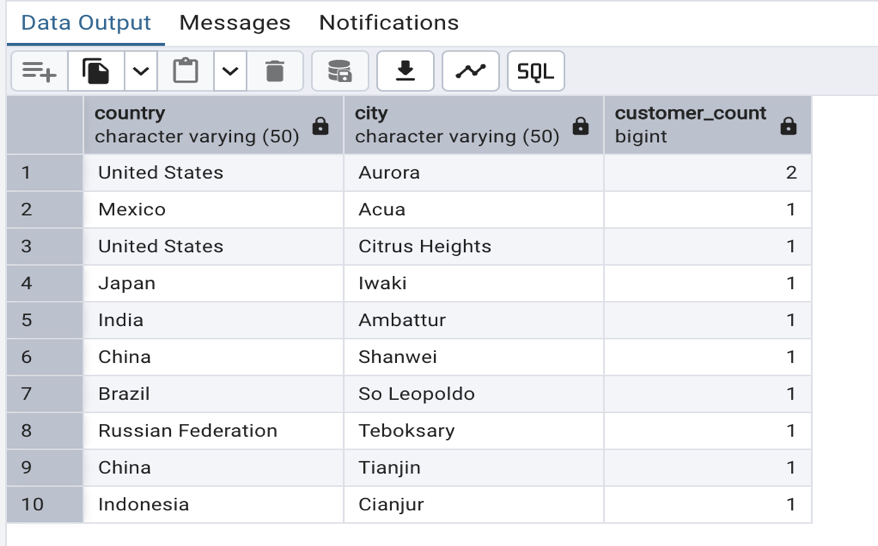 Data Output Messages Notifications
SQL
country city customer_count
character varying (50) character varying (50) bigint
1 United States Aurora 2
2 Mexico Acua 1
3 United States Citrus Heights 1
4 Japan Iwaki 1
5 India Ambattur 1
6 China Shanwei 1
7 Brazil So Leopoldo 1
8 Russian Federation Teboksary 1
9 China Tianjin 1
10 Indonesia Cianjur 1